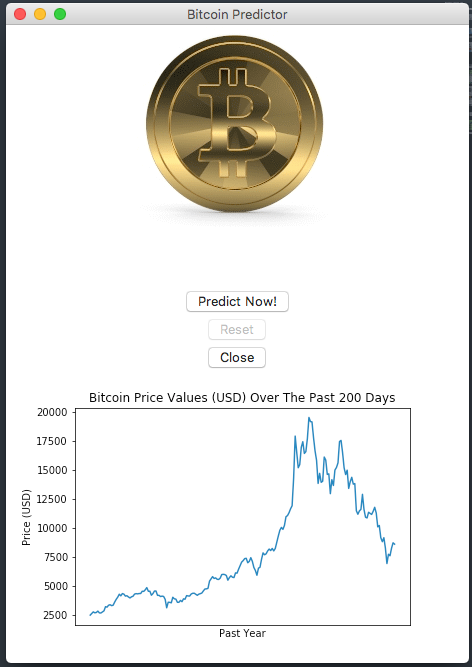 Bitcoin Predictor
B
Predict Now!
Reset
Close
Bitcoin Price Values (USD) Over The Past 200 Days
20000
17500
15000
12500
10000
7500
5000
2500
Price (USD)
Past Year